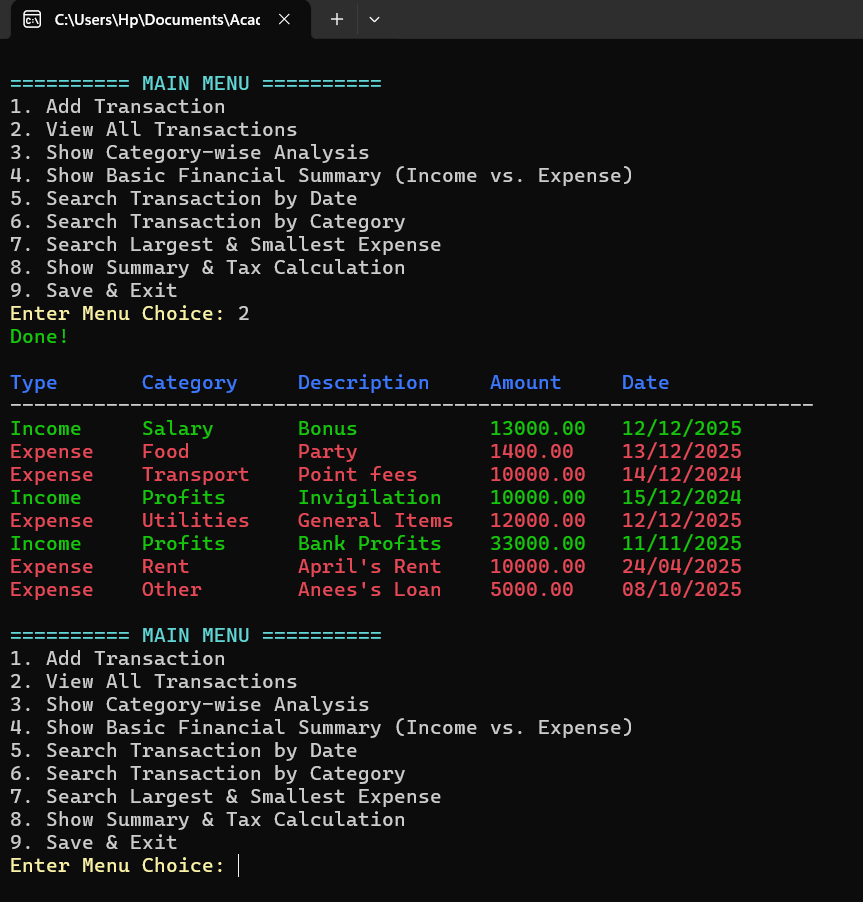 C:\Users\Hp\Documents\Acac
========== MAIN MENU ==========
1. Add Transaction
2. View All Transactions
3. Show Category-wise Analysis
4. Show Basic Financial Summary (Income vs. Expense)
5. Search Transaction by Date
6. Search Transaction by Category
7. Search Largest & Smallest Expense
8. Show Summary & Tax Calculation
9. Save & Exit
Enter Menu Choice: 2
Done!
Type Category Description Amount Date
-------------------------------------------------------------------
Income Salary Bonus 13000.00 12/12/2025
Expense Food Party 1400.00 13/12/2025
Expense Transport Point fees 10000.00 14/12/2024
Income Profits Invigilation 10000.00 15/12/2024
Expense Utilities General Items 12000.00 12/12/2025
Income Profits Bank Profits 33000.00 11/11/2025
Expense Rent April's Rent 10000.00 24/04/2025
Expense Other Anees's Loan 5000.00 08/10/2025
========== MAIN MENU ==========
1. Add Transaction
2. View All Transactions
3. Show Category-wise Analysis
4. Show Basic Financial Summary (Income vs. Expense)
5. Search Transaction by Date
6. Search Transaction by Category
7. Search Largest & Smallest Expense
8. Show Summary & Tax Calculation
9. Save & Exit
Enter Menu Choice: